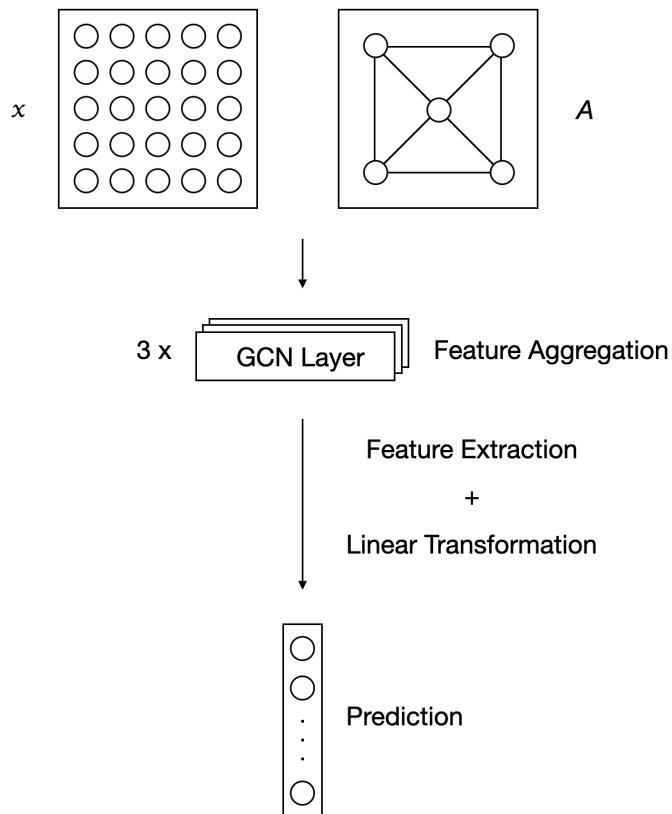 x
A
3 x
GCN Layer
Feature Aggregation
Feature Extraction
+
Linear Transformation
Prediction